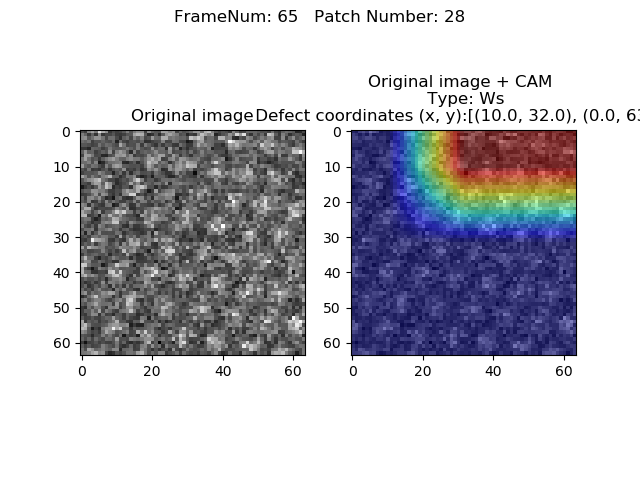 FrameNum: 65   Patch Number: 28
Original image + CAM
Type: Ws
Original image
Defect coordinates (x, y):[(10.0, 32.0), (0.0, 63
0
10
20
30
40
50
60
0 20 40 60
0
10
20
30
40
50
60
0 20 40 60